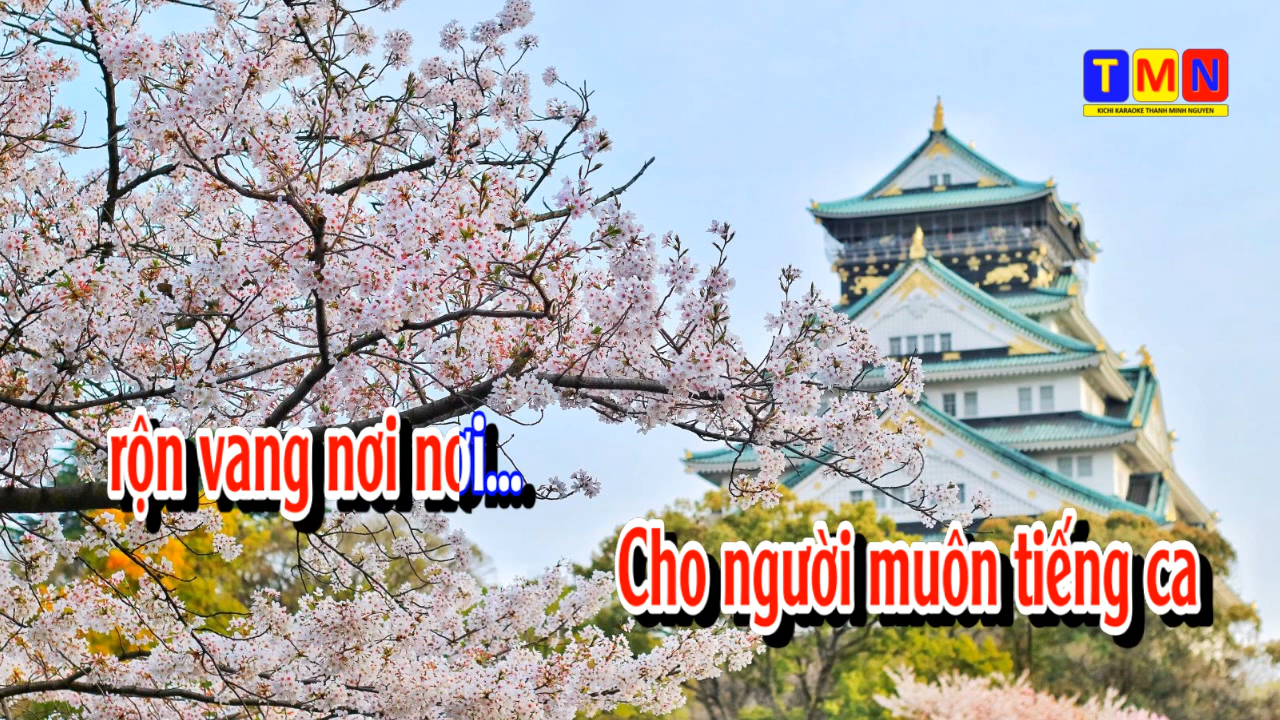 TMN
KICHI KARAOKE THANH MINH NGUYEN
rộn vang nơi nơi...
Cho người muôn tiếng ca